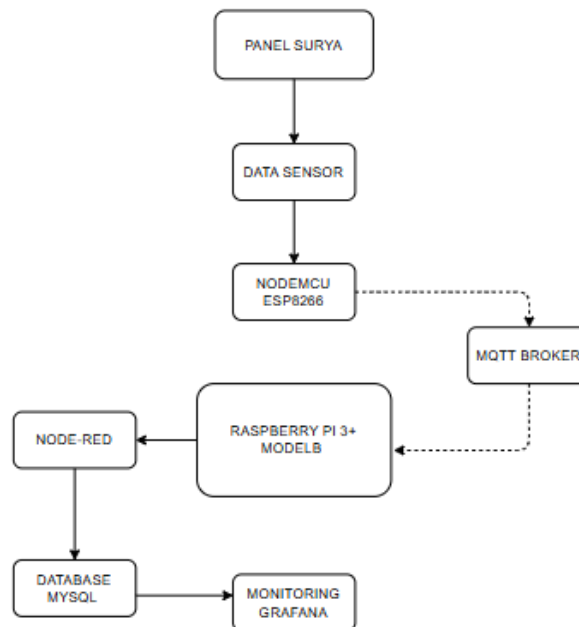 PANEL SURYA
DATA SENSOR
NODEMCU
ESP8266
MQTT BROKER
RASPBERRY PI 3+
MODELB
NODE-RED
DATABASE
MYSQL
MONITORING
GRAFANA